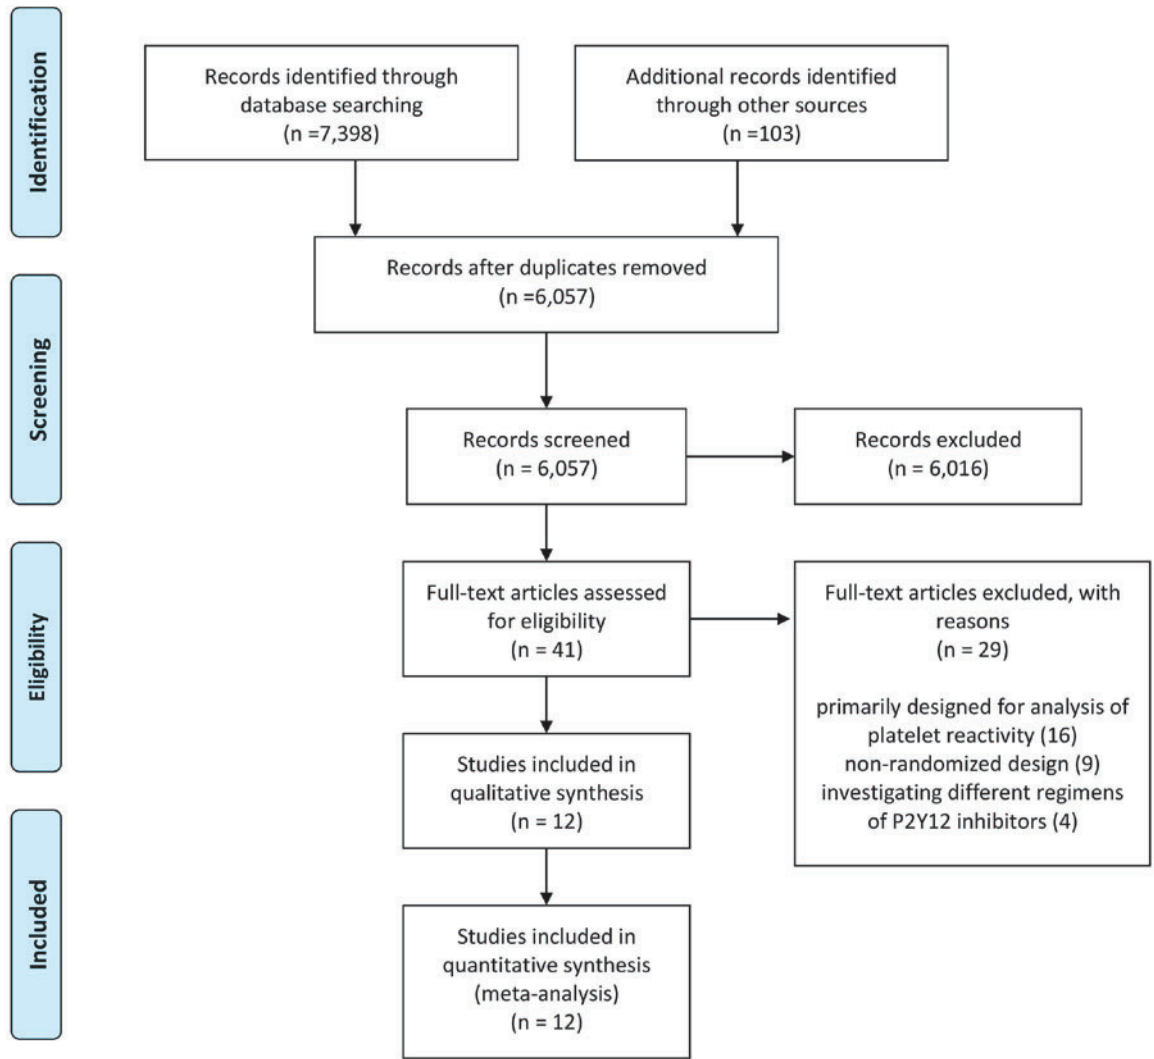 Identification
Records identified through
database searching
(n =7,398)
Additional records identified
through other sources
(n =103)
Records after duplicates removed
(n =6,057)
Screening
Records screened
(n = 6,057)
Records excluded
(n = 6,016)
Eligibility
Full-text articles assessed
for eligibility
(n = 41)
Full-text articles excluded, with
reasons
(n = 29)
primarily designed for analysis of
platelet reactivity (16)
non-randomized design (9)
investigating different regimens
of P2Y12 inhibitors (4)
Studies included in
qualitative synthesis
(n = 12)
Included
Studies included in
quantitative synthesis
(meta-analysis)
(n = 12)